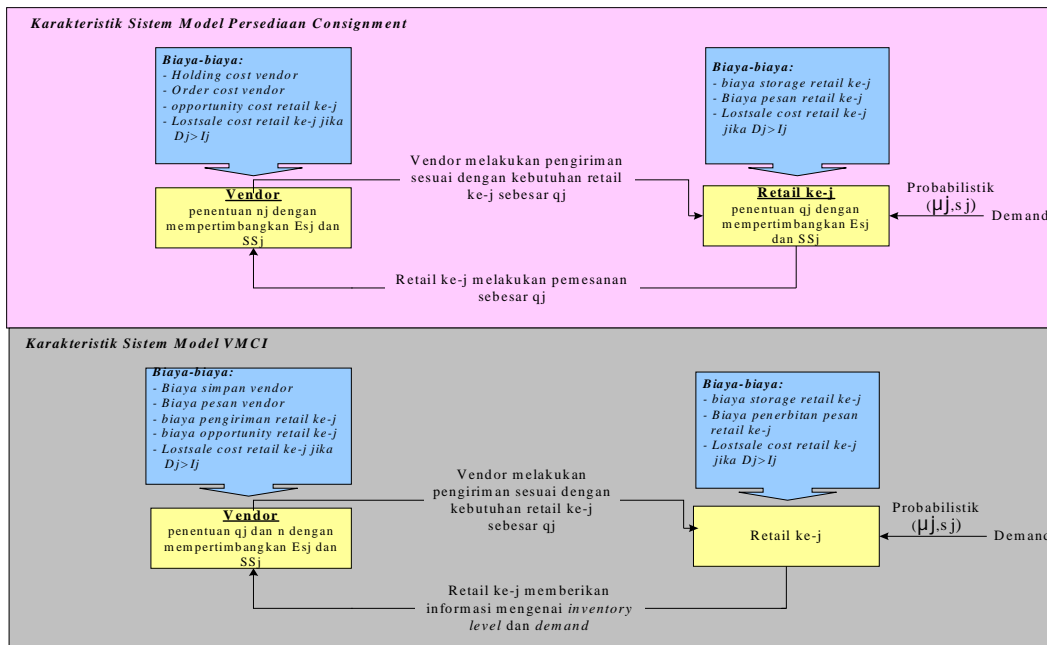 Karakteristik Sistem Model Persediaan Consignment
Biaya-biaya:
- Holding cost vendor
- Order cost vendor
- opportunity cost retail ke-j
- Lostsale cost retail ke-j jika
Dj>Ij
Biaya-biaya:
- biaya storage retail ke-j
- Biaya pesan retail ke-j
- Lostsale cost retail ke-j
jika Dj>Ij
Vendor melakukan pengiriman
sesuai dengan kebutuhan retail
ke-j sebesar qj
Vendor
penentuan nj dengan
mempertimbangkan Esj dan
SSj
Retail ke-j
penentuan qj dengan
mempertimbangkan Esj
dan SSj
Probabilistik
(µj,sj)
Demand
Retail ke-j melakukan pemesanan
sebesar qj
Karakteristik Sistem Model VMCI
Biaya-biaya:
- Biaya simpan vendor
- Biaya pesan vendor
- biaya pengiriman retail ke-j
- biaya opportunity retail ke-j
- Lostsale cost retail ke-j jika
Dj>Ij
Biaya-biaya:
- biaya storage retail ke-j
- Biaya penerbitan pesan
retail ke-j
- Lostsale cost retail ke-j
jika Dj>Ij
Vendor melakukan
pengiriman sesuai dengan
kebutuhan retail ke-j
sebesar qj
Vendor
penentuan qj dan n dengan
mempertimbangkan Esj dan
SSj
Retail ke-j
Probabilistik
(µj,sj)
Demand
Retail ke-j memberikan
informasi mengenai inventory
level dan demand